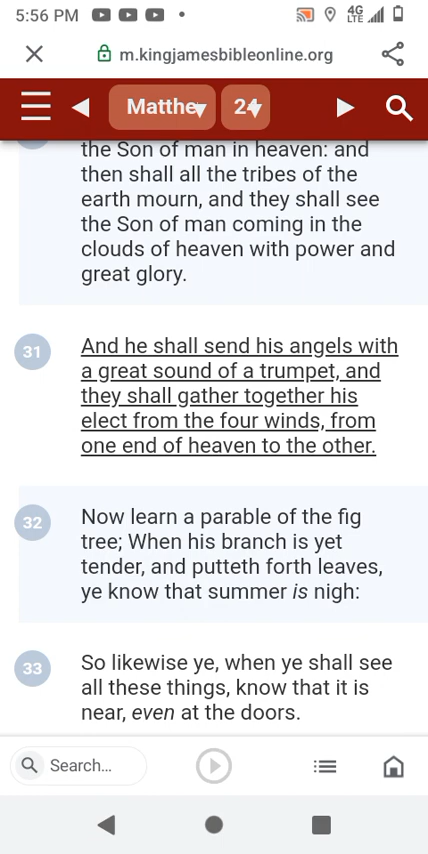 5:56 PM
4G
LTE
m.kingjamesbibleonline.org
Matthe
24
the Son of man in heaven: and
then shall all the tribes of the
earth mourn, and they shall see
the Son of man coming in the
clouds of heaven with power and
great glory.
31
And he shall send his angels with
a great sound of a trumpet, and
they shall gather together his
elect from the four winds, from
one end of heaven to the other.
32
Now learn a parable of the fig
tree; When his branch is yet
tender, and putteth forth leaves,
ye know that summer is nigh:
33
So likewise ye, when ye shall see
all these things, know that it is
near, even at the doors.
Search...